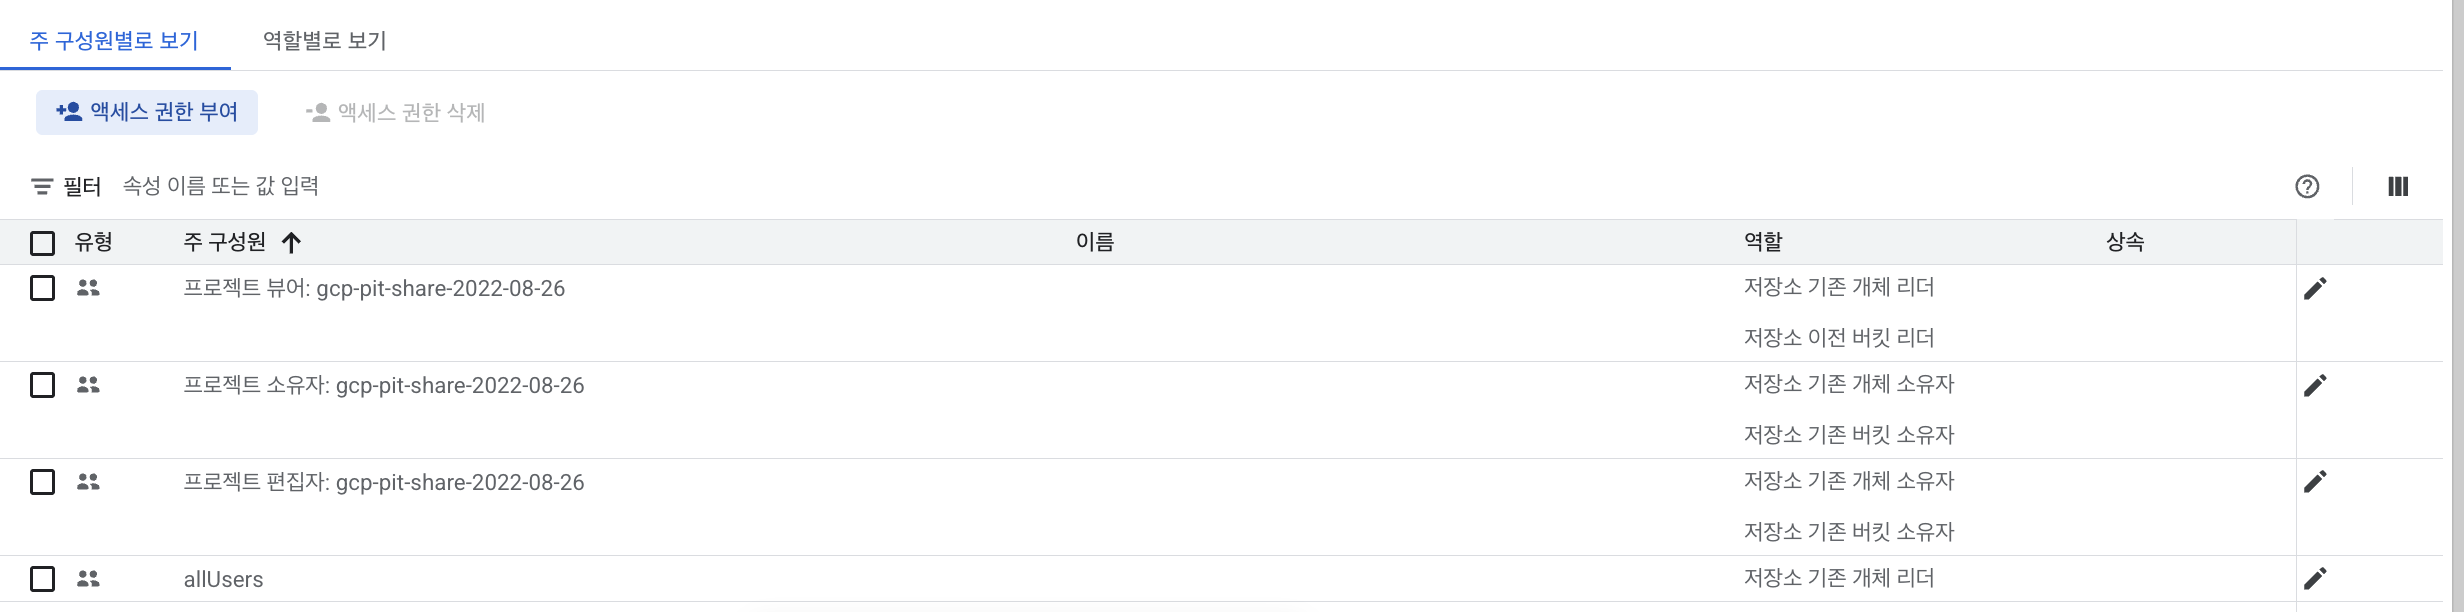 주 구성원별로 보기 역할별로 보기
액세스 권한 부여 액세스 권한 삭제
필터 속성 이름 또는 값 입력
유형 주 구성원 이름 역할 상속
프로젝트 뷰어: gcp-pit-share-2022-08-26 저장소 기존 개체 리더
저장소 이전 버킷 리더
프로젝트 소유자: gcp-pit-share-2022-08-26 저장소 기존 개체 소유자
저장소 기존 버킷 소유자
프로젝트 편집자: gcp-pit-share-2022-08-26 저장소 기존 개체 소유자
저장소 기존 버킷 소유자
allUsers 저장소 기존 개체 리더